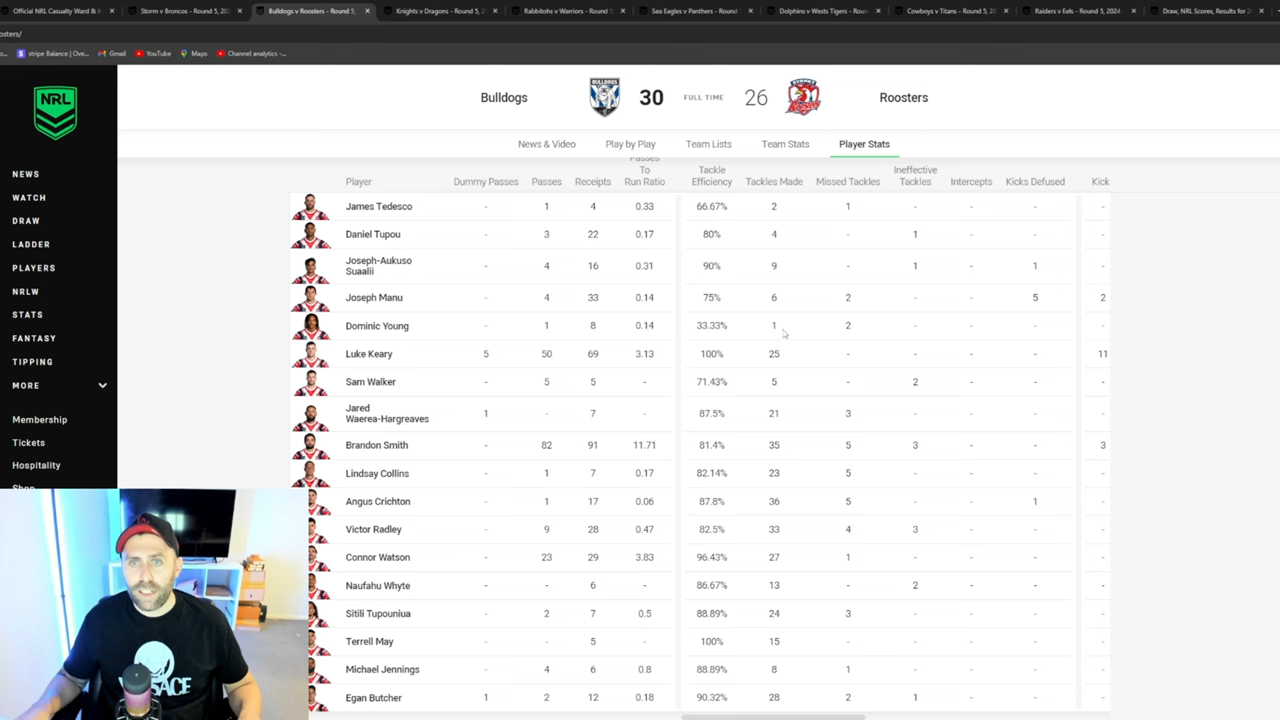 Official NRL Casualty Ward & In
Storm v Broncos - Round 5, 202
Bulldogs v Roosters - Round 5,
Knights v Dragons - Round 5, 2
Rabbitohs v Warriors - Round 5
Sea Eagles v Panthers - Round
Dolphins v Wests Tigers - Roun
Cowboys v Titans - Round 5, 2
Raiders v Eels - Round 5, 2024
Draw, NRL Scores, Results for 2
osters/
stripe Balance | Ove...
Gmail
YouTube
Maps
Channel analytics -...
NRL
Bulldogs 30 FULL TIME 26 Roosters
News & Video Play by Play Team Lists Team Stats Player Stats
NEWS
WATCH
DRAW
LADDER
PLAYERS
NRLW
STATS
FANTASY
TIPPING
MORE
Membership
Tickets
Hospitality
Player Dummy Passes Passes Receipts Passes To Run Ratio Tackle Efficiency Tackles Made Missed Tackles Ineffective Tackles Intercepts Kicks Defused Kick
James Tedesco - 1 4 0.33 66.67% 2 1 - - - -
Daniel Tupou - 3 22 0.17 80% 4 - 1 - - -
Joseph-Aukuso Suaalii - 4 16 0.31 90% 9 - 1 - 1 -
Joseph Manu - 4 33 0.14 75% 6 2 - - 5 2
Dominic Young - 1 8 0.14 33.33% 1 2 - - - -
Luke Keary 5 50 69 3.13 100% 25 - - - - 11
Sam Walker - 5 5 - 71.43% 5 - 2 - - -
Jared Waerea-Hargreaves 1 - 7 - 87.5% 21 3 - - - -
Brandon Smith - 82 91 11.71 81.4% 35 5 3 - - 3
Lindsay Collins - 1 7 0.17 82.14% 23 5 - - - -
Angus Crichton - 1 17 0.06 87.8% 36 5 - - 1 -
Victor Radley - 9 28 0.47 82.5% 33 4 3 - - -
Connor Watson - 23 29 3.83 96.43% 27 1 - - - -
Naufahu Whyte - - 6 - 86.67% 13 - 2 - - -
Sitili Tupouniua - 2 7 0.5 88.89% 24 3 - - - -
Terrell May - - 5 - 100% 15 - - - - -
Michael Jennings - 4 6 0.8 88.89% 8 1 - - - -
Egan Butcher 1 2 12 0.18 90.32% 28 2 1 - - -